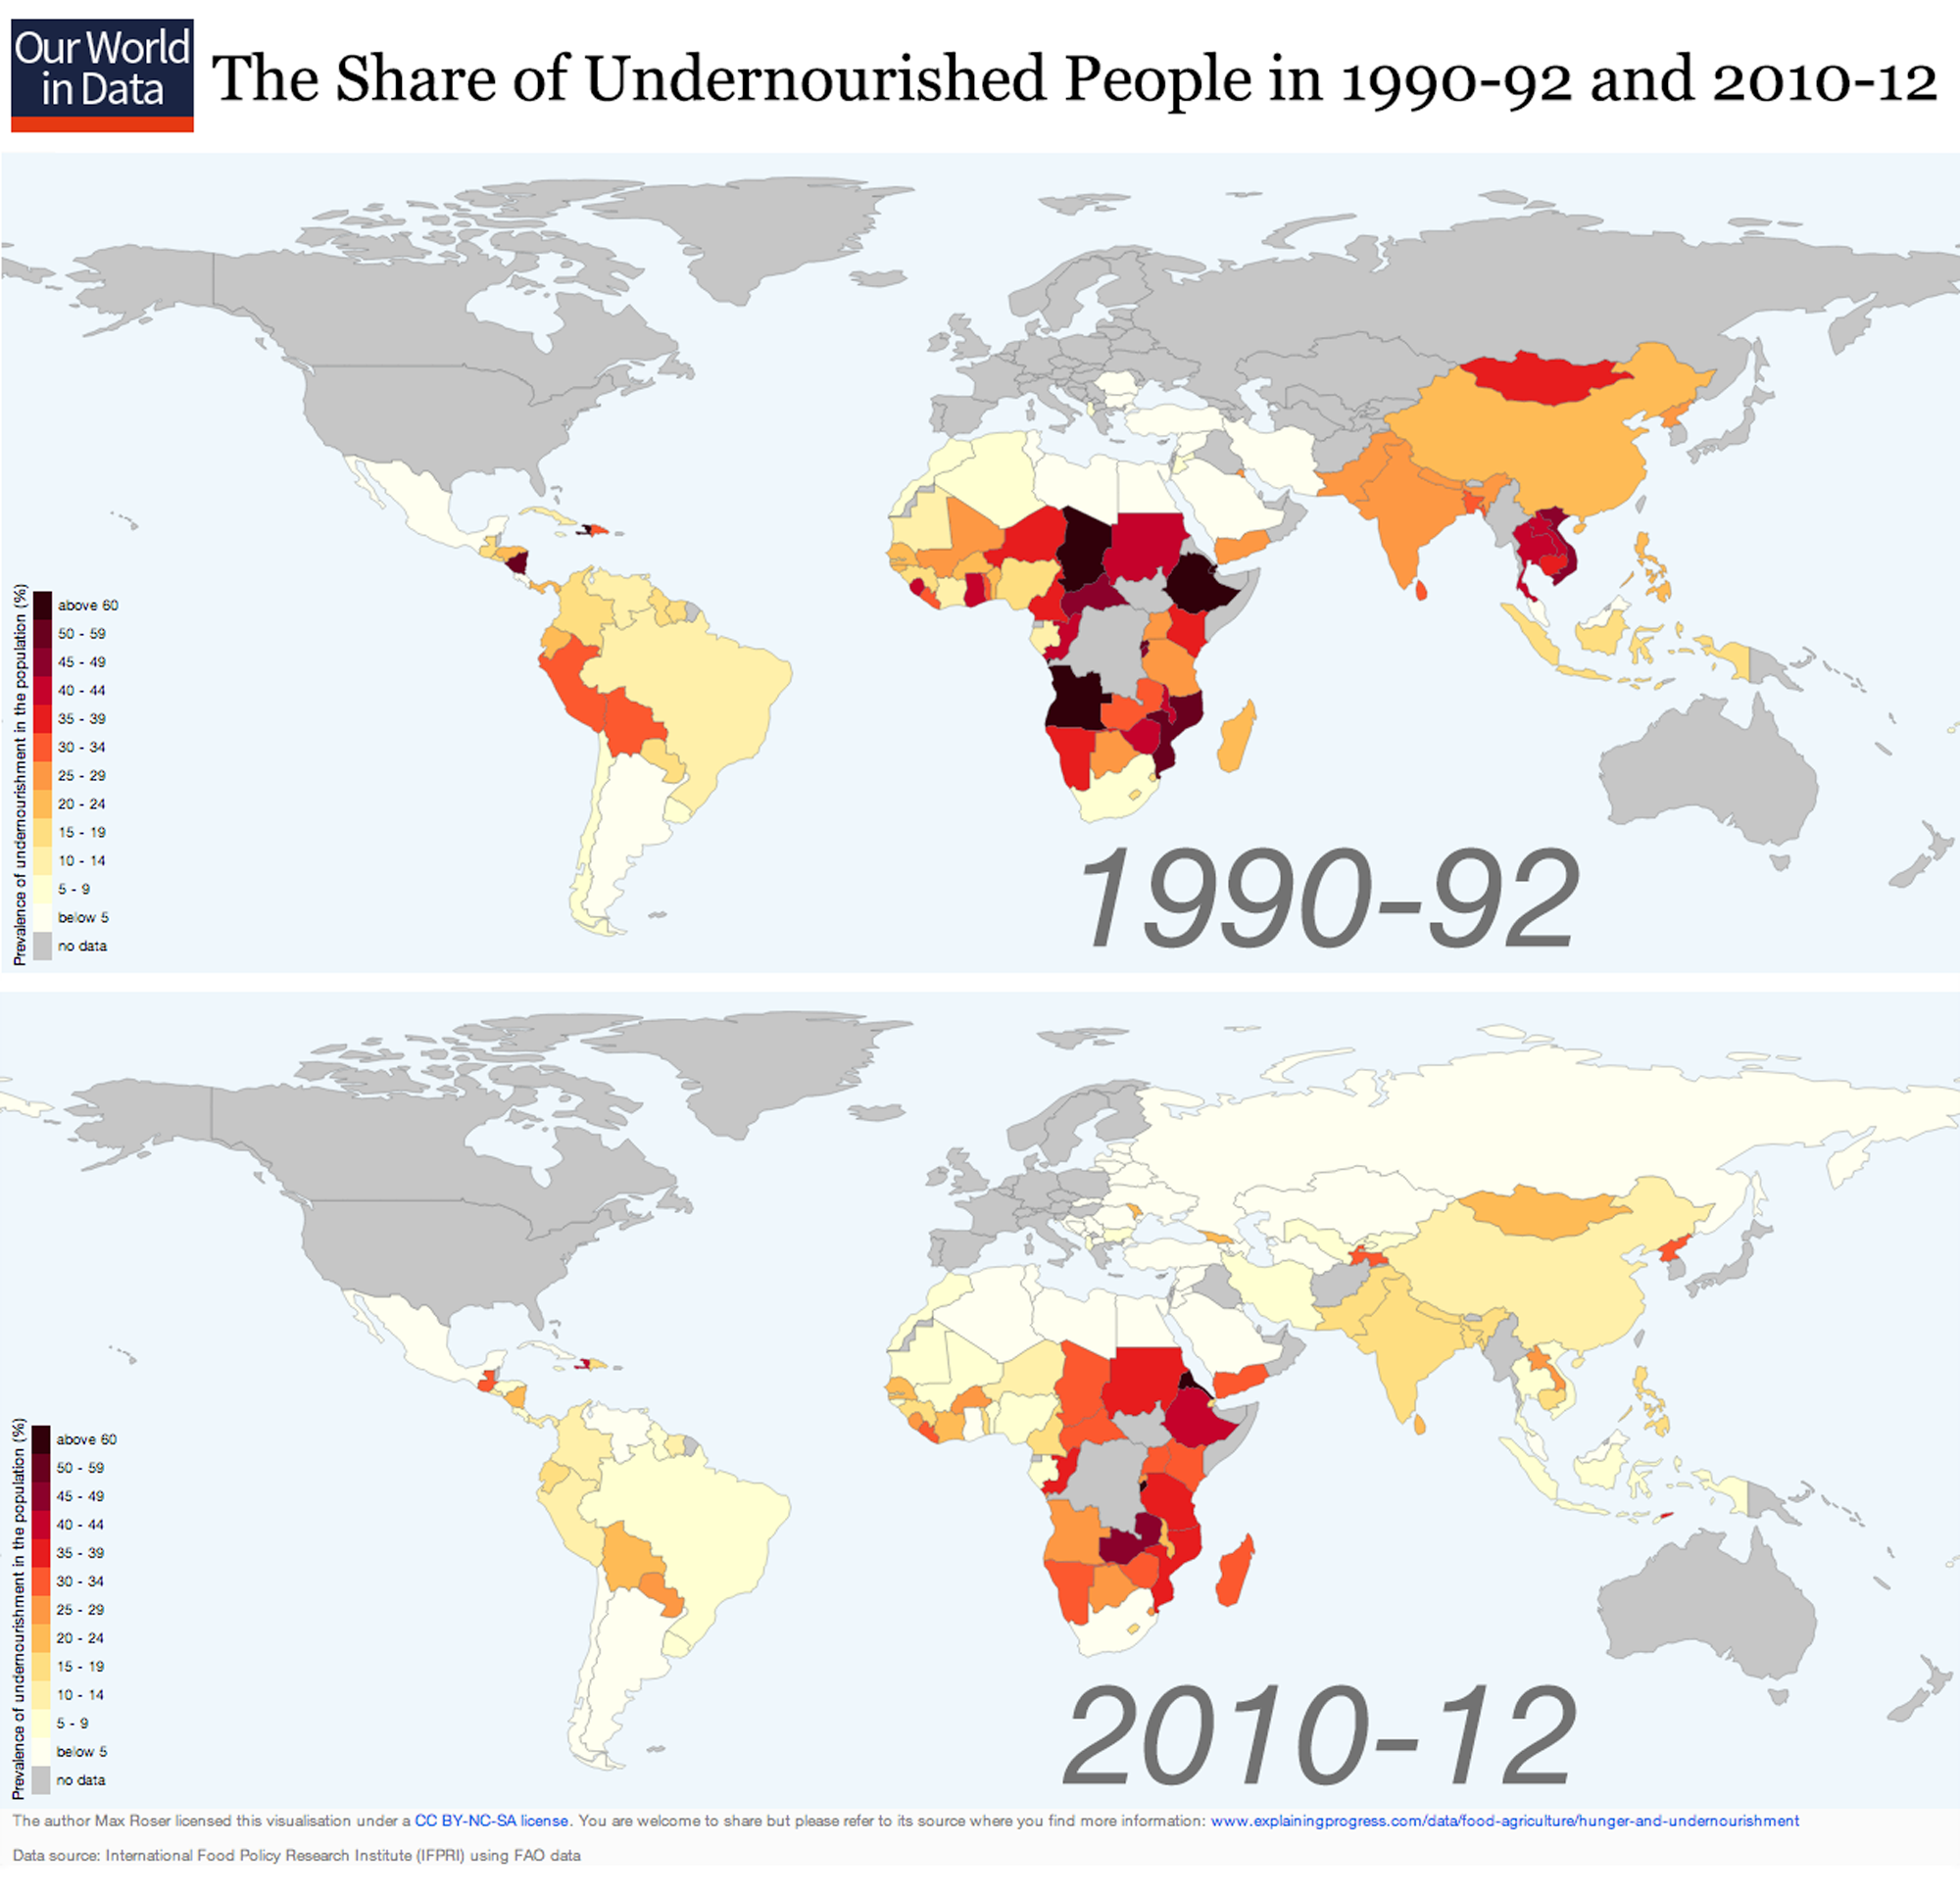 Our World
in Data
The Share of Undernourished People in 1990-92 and 2010-12
Prevalence of undernourishment in the population (%)
above 60
50 - 59
45 - 49
40 - 44
35 - 39
30 - 34
25 - 29
20 - 24
15 - 19
10 - 14
5 - 9
below 5
no data
1990-92
Prevalence of undernourishment in the population (%)
above 60
50 - 59
45 - 49
40 - 44
35 - 39
30 - 34
25 - 29
20 - 24
15 - 19
10 - 14
5 - 9
below 5
no data
2010-12
The author Max Roser licensed this visualisation under a CC BY-NC-SA license. You are welcome to share but please refer to its source where you find more information: www.explainingprogress.com/data/food-agriculture/hunger-and-undernourishment
Data source: International Food Policy Research Institute (IFPRI) using FAO data